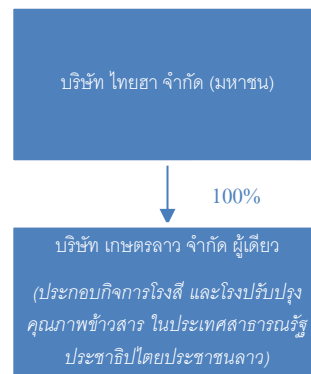 บริษัท ไทยฮา จำกัด (มหาชน)
100%
บริษัท เกษตรลาว จำกัด ผู้เดียว
(ประกอบกิจการโรงสี และโรงปรับปรุง
คุณภาพข้าวสาร ในประเทศสาธารณรัฐ
ประชาธิปไตยประชาชนลาว)